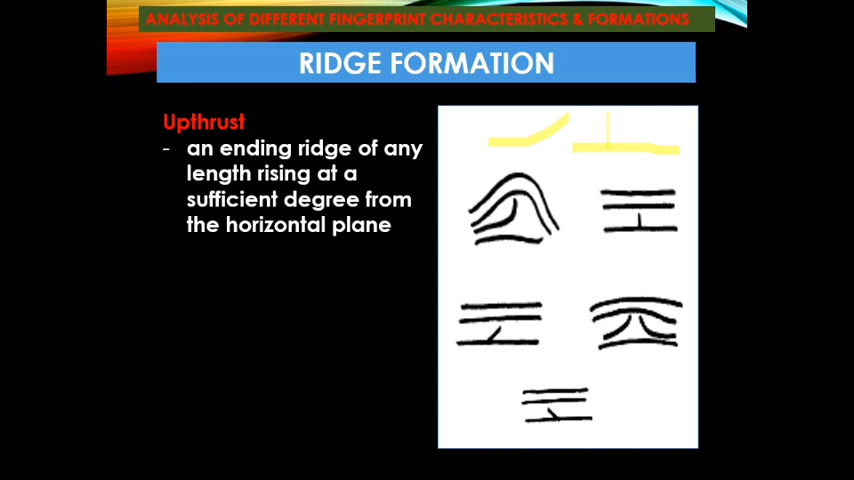 ANALYSIS OF DIFFERENT FINGERPRINT CHARACTERISTICS & FORMATIONS
RIDGE FORMATION
Upthrust
- an ending ridge of any
length rising at a
sufficient degree from
the horizontal plane